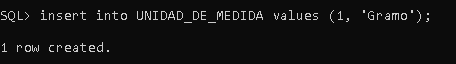 SQL> insert into UNIDAD_DE_MEDIDA values (1, 'Gramo');
1 row created.